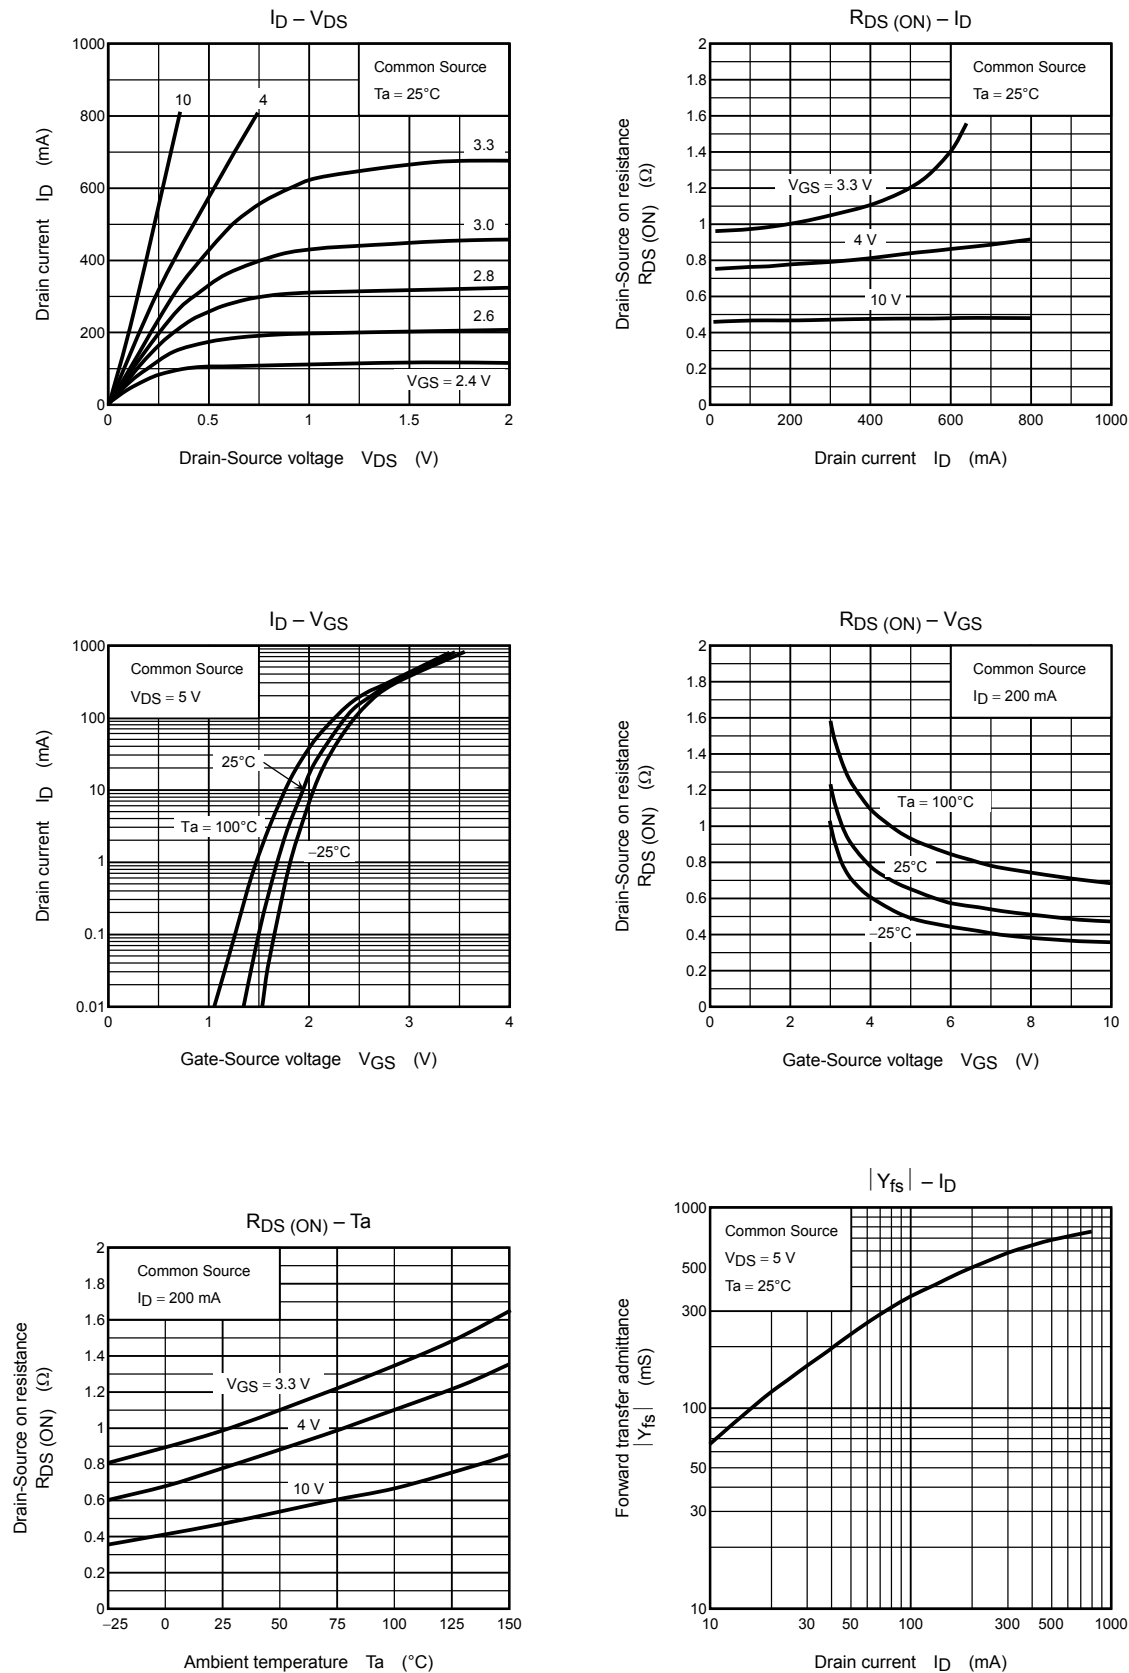 ID – VDS
1000
800
600
400
200
0
0
0.5
1
1.5
2
Drain current ID (mA)
Drain-Source voltage VDS (V)
Common Source
Ta = 25°C
10
4
3.3
3.0
2.8
2.6
VGS = 2.4 V
RDS (ON) – ID
2
1.8
1.6
1.4
1.2
1
0.8
0.6
0.4
0.2
0
0
200
400
600
800
1000
Drain-Source on resistance
RDS (ON) (Ω)
Drain current ID (mA)
Common Source
Ta = 25°C
VGS = 3.3 V
4 V
10 V
ID – VGS
1000
100
10
1
0.1
0.01
0
1
2
3
4
Drain current ID (mA)
Gate-Source voltage VGS (V)
Common Source
VDS = 5 V
25°C
Ta = 100°C
–25°C
RDS (ON) – VGS
2
1.8
1.6
1.4
1.2
1
0.8
0.6
0.4
0.2
0
0
2
4
6
8
10
Drain-Source on resistance
RDS (ON) (Ω)
Gate-Source voltage VGS (V)
Common Source
ID = 200 mA
Ta = 100°C
25°C
–25°C
RDS (ON) – Ta
2
1.8
1.6
1.4
1.2
1
0.8
0.6
0.4
0.2
0
–25
0
25
50
75
100
125
150
Drain-Source on resistance
RDS (ON) (Ω)
Ambient temperature Ta (°C)
Common Source
ID = 200 mA
VGS = 3.3 V
4 V
10 V
|Yfs| – ID
1000
500
300
100
50
30
10
10
30
50
100
300
500
1000
Forward transfer admittance
|Yfs| (mS)
Drain current ID (mA)
Common Source
VDS = 5 V
Ta = 25°C